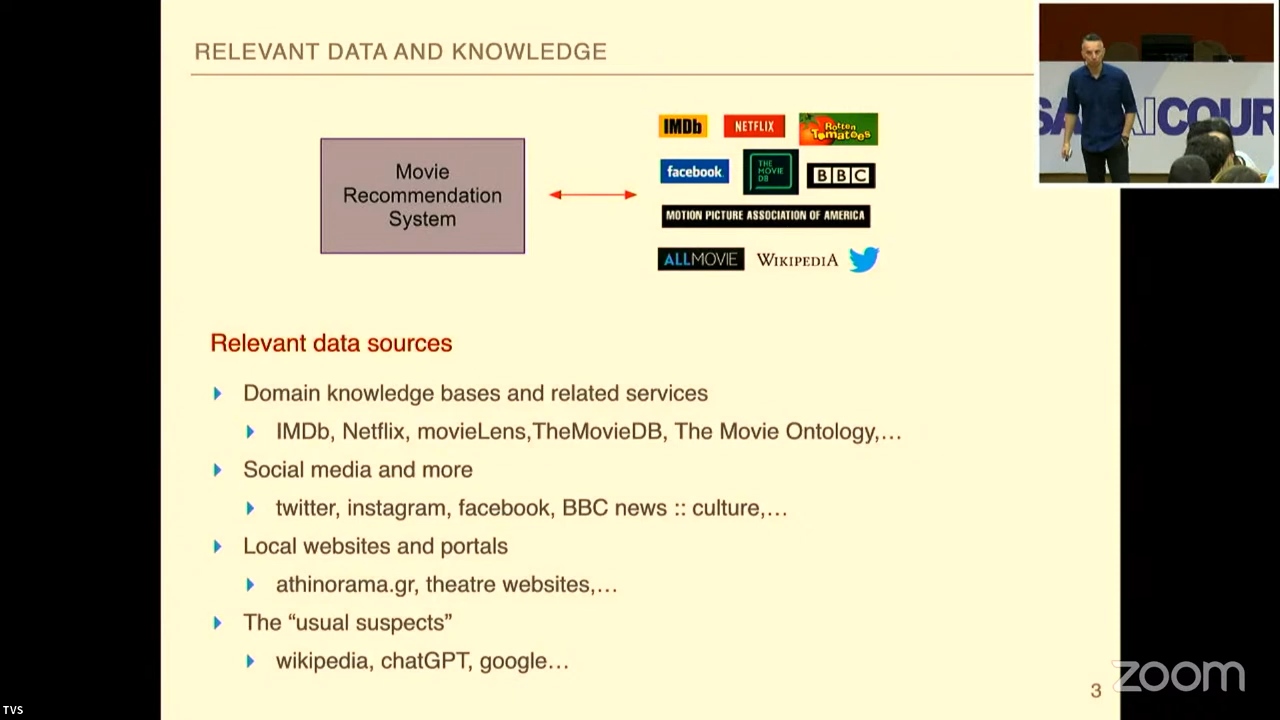 RELEVANT DATA AND KNOWLEDGE
Movie
Recommendation
System
IMDb
NETFLIX
Rotten
Tomatoes
facebook
THE
MOVIE
DB
BBC
MOTION PICTURE ASSOCIATION OF AMERICA
ALLMOVIE
WIKIPEDIA
AICOUR
Relevant data sources
Domain knowledge bases and related services
IMDb, Netflix, movieLens,TheMovieDB, The Movie Ontology,…
Social media and more
twitter, instagram, facebook, BBC news :: culture,…
Local websites and portals
athinorama.gr, theatre websites,…
The “usual suspects”
wikipedia, chatGPT, google…
3
zoom
TVS